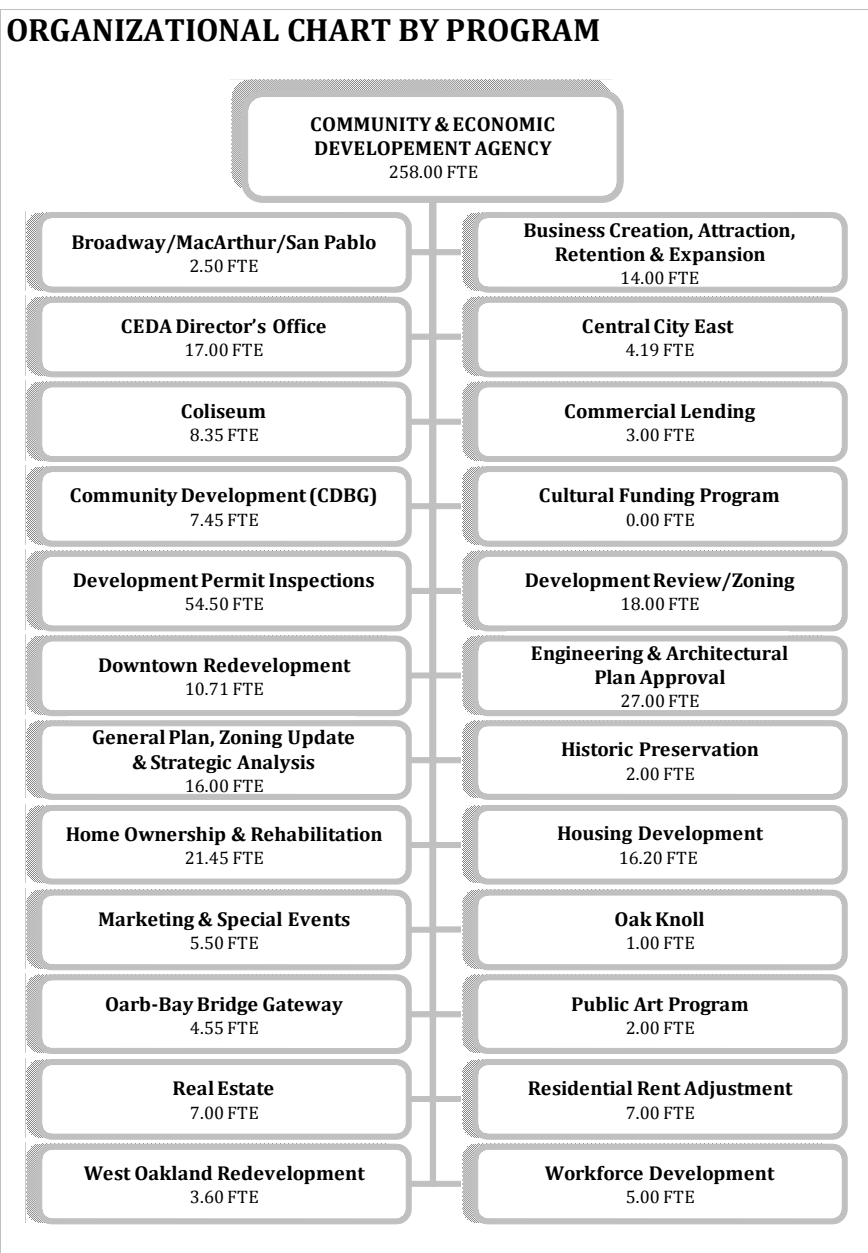 ORGANIZATIONAL CHART BY PROGRAM
COMMUNITY & ECONOMIC
DEVELOPEMENT AGENCY
258.00 FTE
Broadway/MacArthur/San Pablo
2.50 FTE
Business Creation, Attraction,
Retention & Expansion
14.00 FTE
CEDA Director's Office
17.00 FTE
Central City East
4.19 FTE
Coliseum
8.35 FTE
Commercial Lending
3.00 FTE
Community Development (CDBG)
7.45 FTE
Cultural Funding Program
0.00 FTE
Development Permit Inspections
54.50 FTE
Development Review/Zoning
18.00 FTE
Downtown Redevelopment
10.71 FTE
Engineering & Architectural
Plan Approval
27.00 FTE
General Plan, Zoning Update
& Strategic Analysis
16.00 FTE
Historic Preservation
2.00 FTE
Home Ownership & Rehabilitation
21.45 FTE
Housing Development
16.20 FTE
Marketing & Special Events
5.50 FTE
Oak Knoll
1.00 FTE
Oarb-Bay Bridge Gateway
4.55 FTE
Public Art Program
2.00 FTE
Real Estate
7.00 FTE
Residential Rent Adjustment
7.00 FTE
West Oakland Redevelopment
3.60 FTE
Workforce Development
5.00 FTE